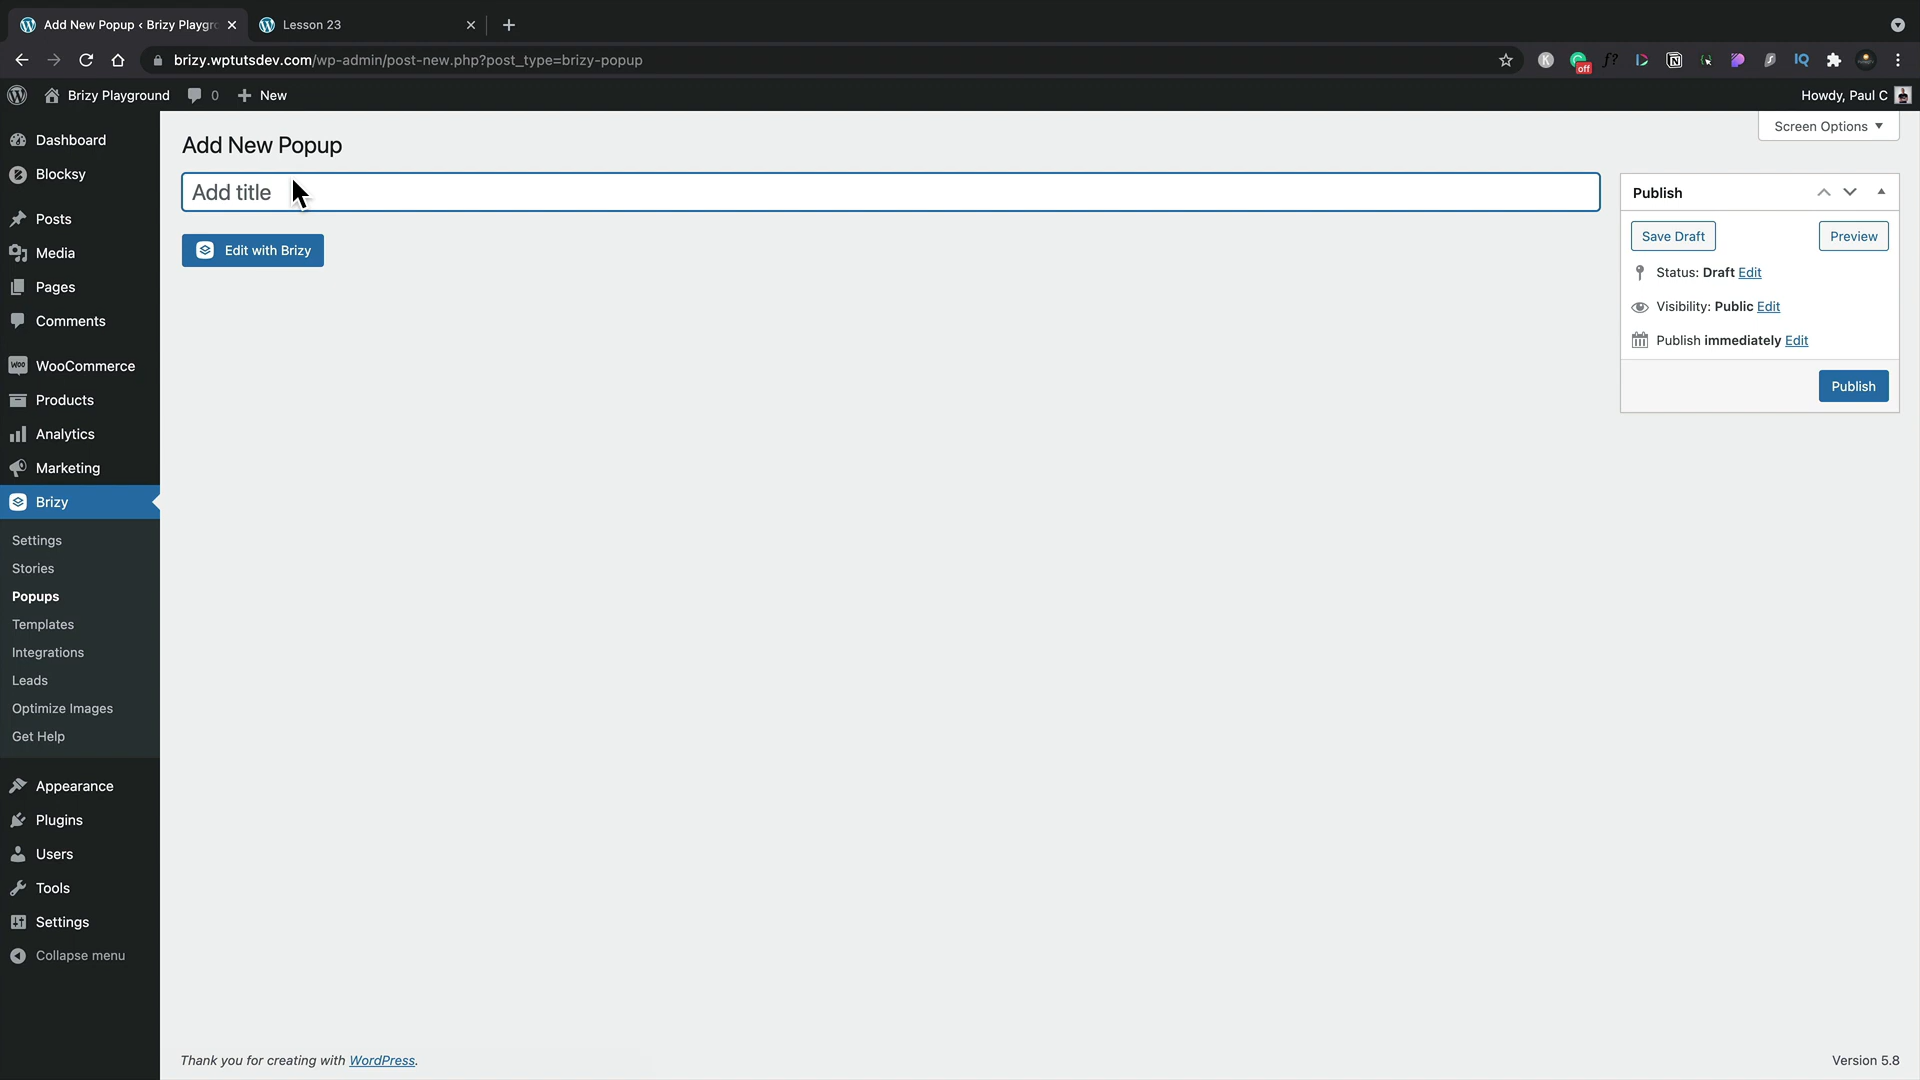 Add New Popup ‹ Brizy Playgr
Lesson 23
brizy.wptutsdev.com/wp-admin/post-new.php?post_type=brizy-popup
off
Brizy Playground
0
New
Howdy, Paul C
Screen Options
Dashboard
Blocksy
Posts
Media
Pages
Comments
WooCommerce
Products
Analytics
Marketing
Brizy
Settings
Stories
Popups
Templates
Integrations
Leads
Optimize Images
Get Help
Appearance
Plugins
Users
Tools
Settings
Collapse menu
Add New Popup
Add title
Edit with Brizy
Publish
Save Draft
Preview
Status: Draft Edit
Visibility: Public Edit
Publish immediately Edit
Publish
Thank you for creating with WordPress.
Version 5.8